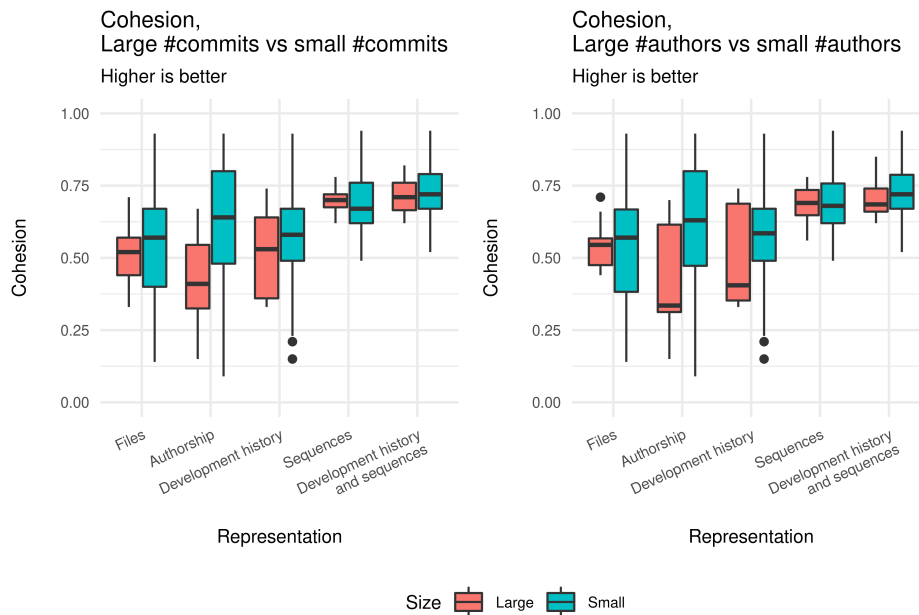 Cohesion,
Large #commits vs small #commits
Higher is better
1.00
0.75
0.50
0.25
0.00
Cohesion
Files
Authorship
Development history
Sequences
Development history
and sequences
Representation
Cohesion,
Large #authors vs small #authors
Higher is better
1.00
0.75
0.50
0.25
0.00
Cohesion
Files
Authorship
Development history
Sequences
Development history
and sequences
Representation
Size Large Small